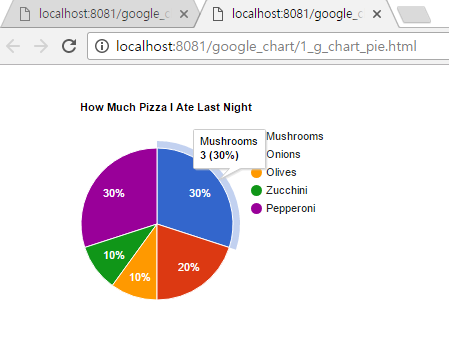 localhost:8081/google_c
localhost:8081/google_c
localhost:8081/google_chart/1_g_chart_pie.html
How Much Pizza I Ate Last Night
Mushrooms
3 (30%)
Mushrooms
Onions
Olives
Zucchini
Pepperoni
30%
30%
10%
10%
20%